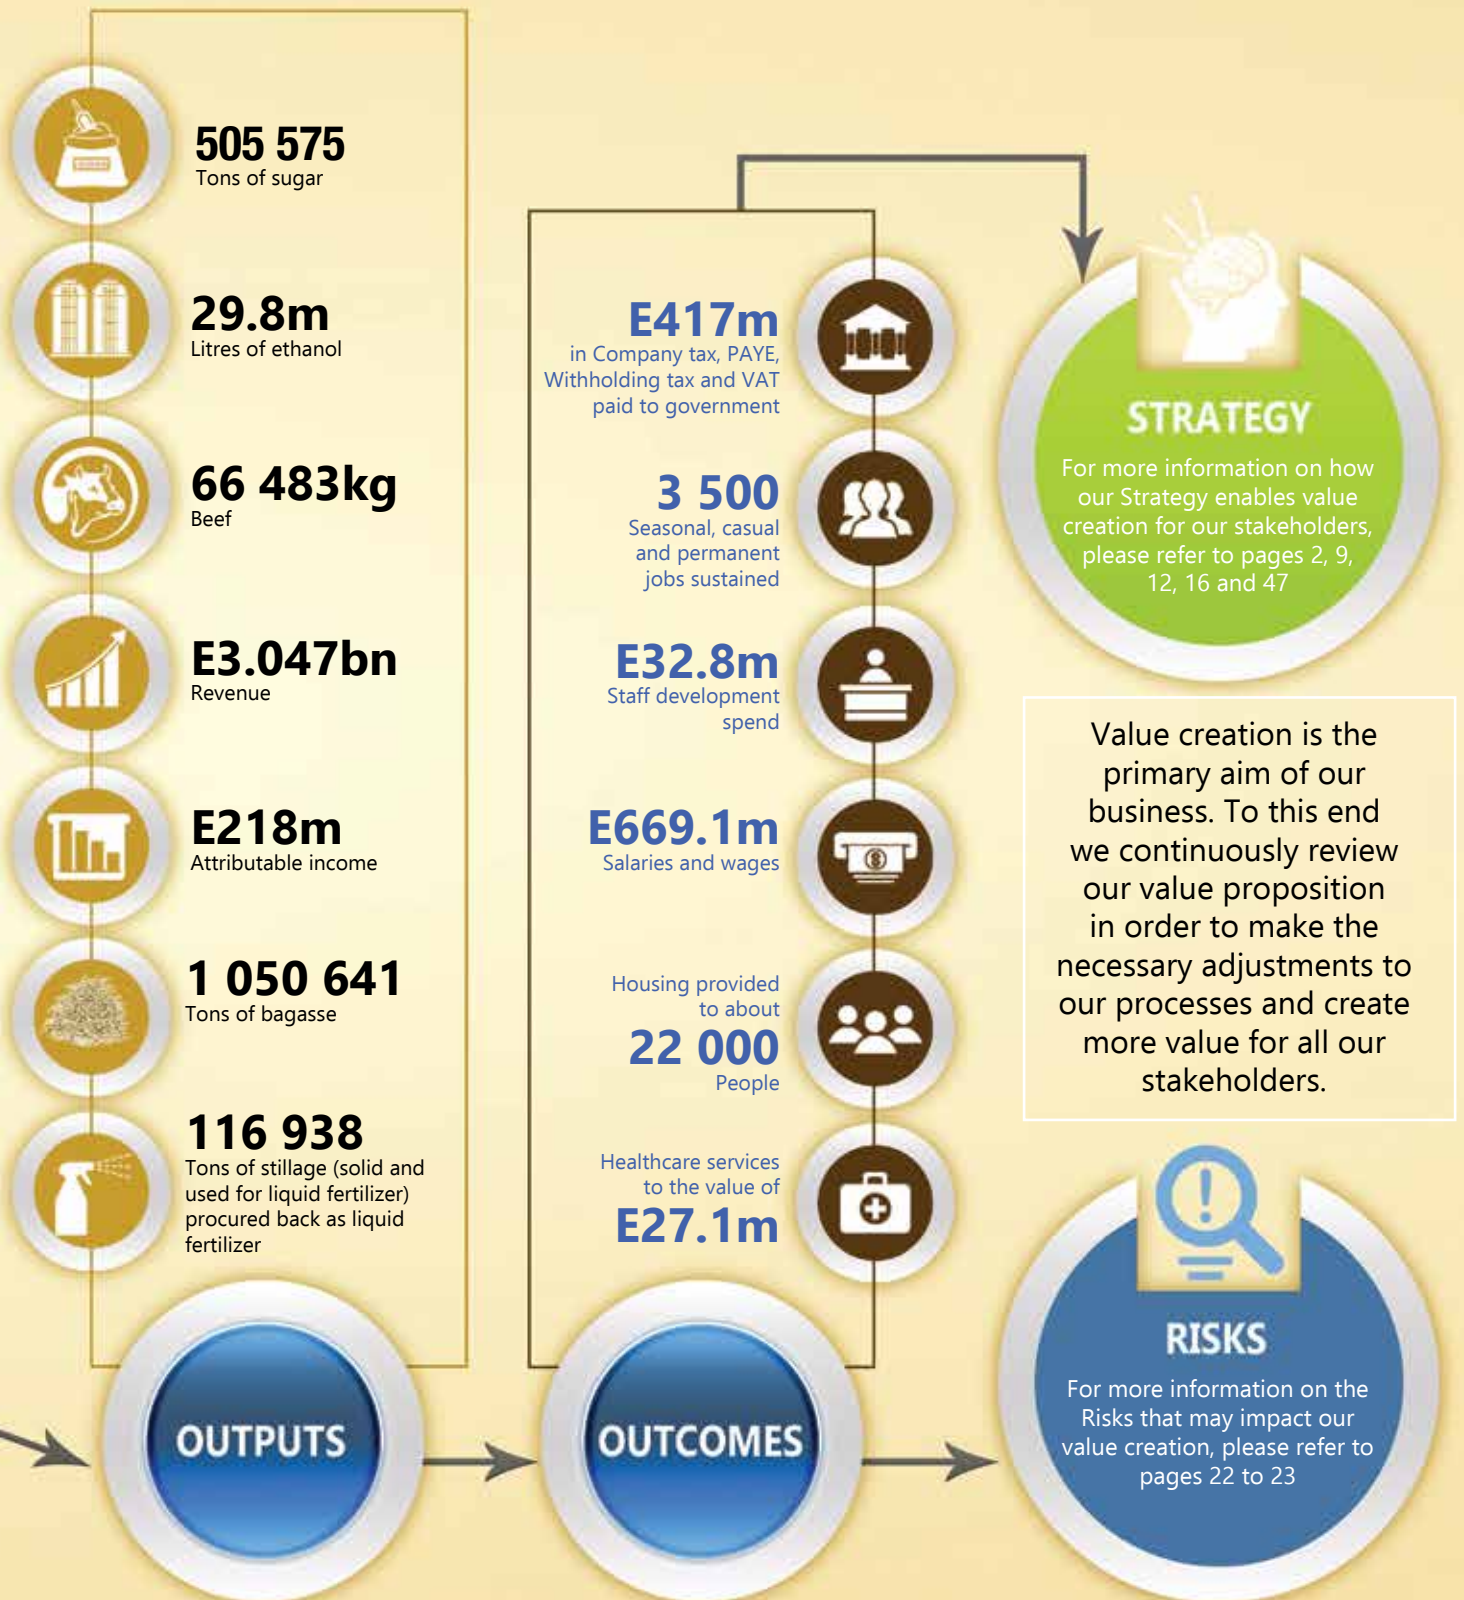 505 575
Tons of sugar
29.8m
Litres of ethanol
66 483kg
Beef
E3.047bn
Revenue
E218m
Attributable income
1 050 641
Tons of bagasse
116 938
Tons of stillage (solid and
used for liquid fertilizer)
procured back as liquid
fertilizer
OUTPUTS
E417m
in Company tax, PAYE,
Withholding tax and VAT
paid to government
3 500
Seasonal, casual
and permanent
jobs sustained
E32.8m
Staff development
spend
E669.1m
Salaries and wages
Housing provided
to about
22 000
People
Healthcare services
to the value of
E27.1m
OUTCOMES
STRATEGY
For more information on how
our Strategy enables value
creation for our stakeholders,
please refer to pages 2, 9,
12, 16 and 47
Value creation is the
primary aim of our
business. To this end
we continuously review
our value proposition
in order to make the
necessary adjustments to
our processes and create
more value for all our
stakeholders.
RISKS
For more information on the
Risks that may impact our
value creation, please refer to
pages 22 to 23